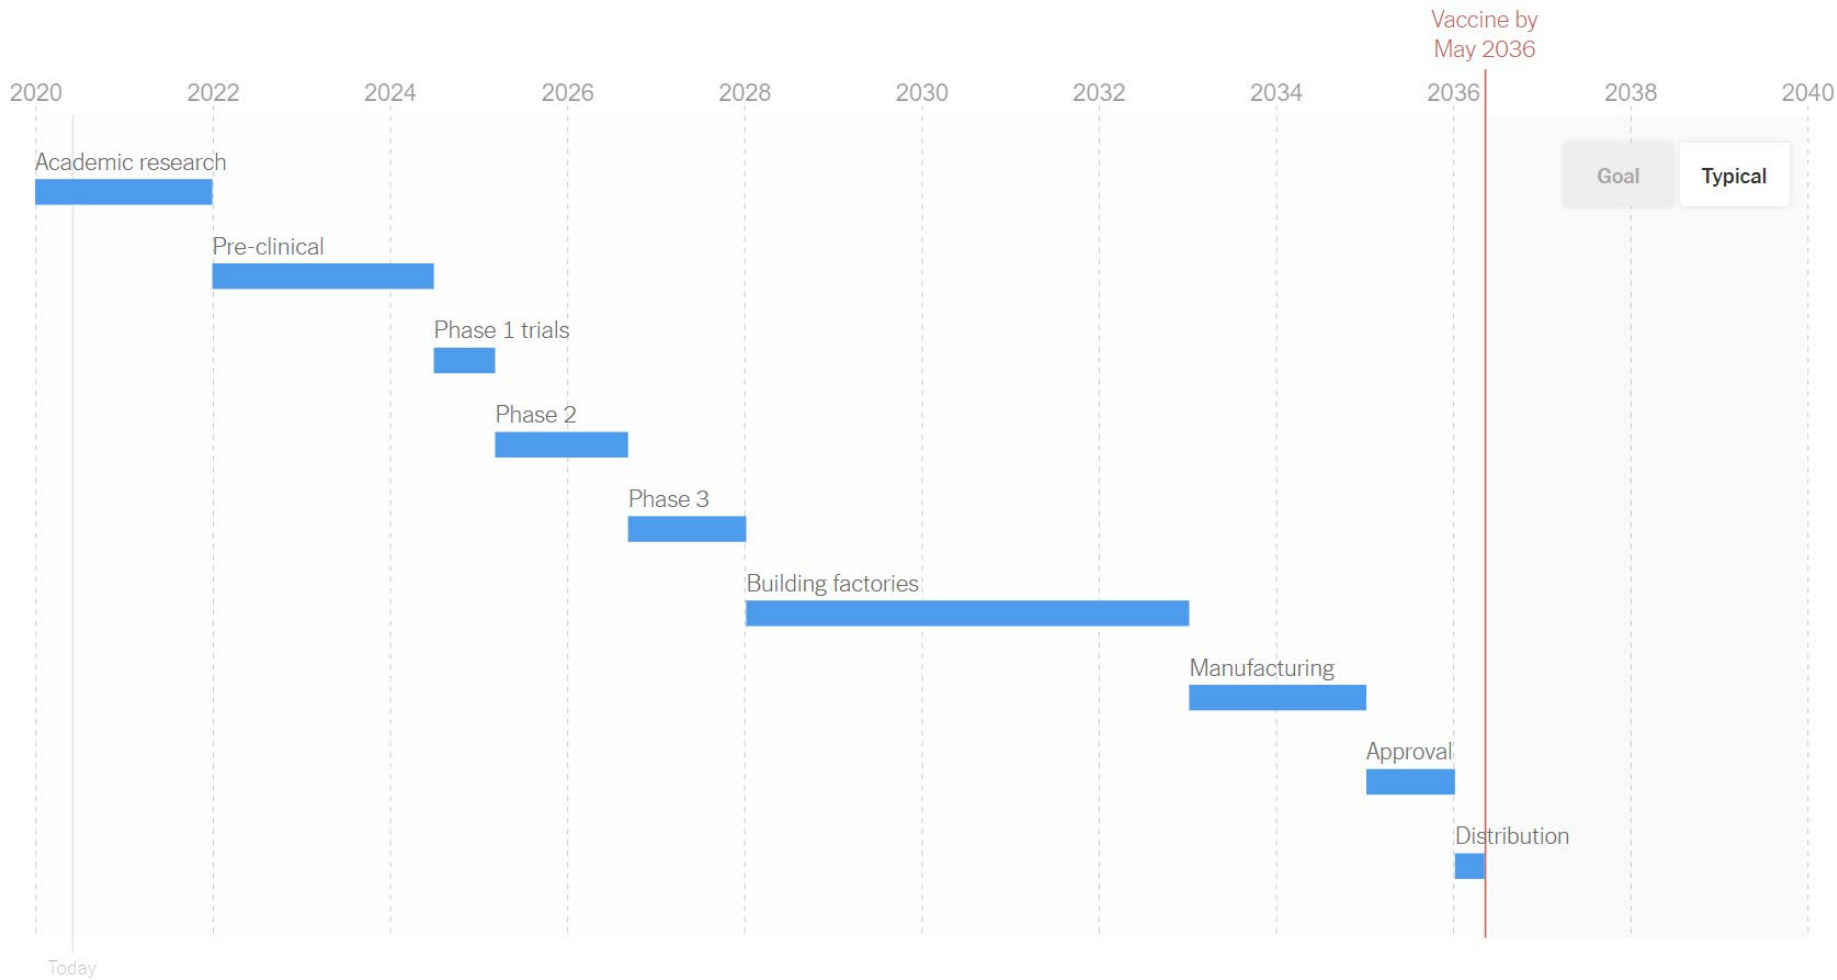 Vaccine by
May 2036
2020 2022 2024 2026 2028 2030 2032 2034 2036 2038 2040
Academic research
Goal Typical
Pre-clinical
Phase 1 trials
Phase 2
Phase 3
Building factories
Manufacturing
Approval
Distribution
Today